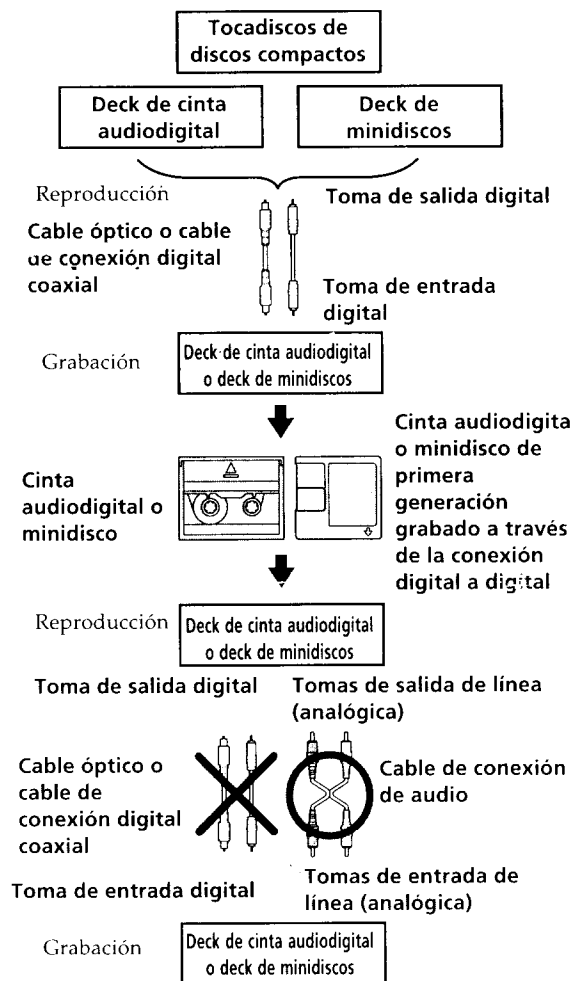 Tocadiscos de
discos compactos
Deck de cinta
audiodigital
Deck de
minidiscos
Reproducción
Toma de salida digital
Cable óptico o cable
de conexión digital
coaxial
Toma de entrada
digital
Grabación
Deck de cinta audiodigital
o deck de minidiscos
Cinta
audiodigital o
minidisco
Cinta audiodigita
o minidisco de
primera
generación
grabado a través
de la conexión
digital a digital
Reproducción
Deck de cinta audiodigital
o deck de minidiscos
Toma de salida digital
Tomas de salida de línea
(analógica)
Cable óptico o
cable de
conexión digital
coaxial
Cable de conexión
de audio
Toma de entrada digital
Tomas de entrada de
línea (analógica)
Grabación
Deck de cinta audiodigital
o deck de minidiscos